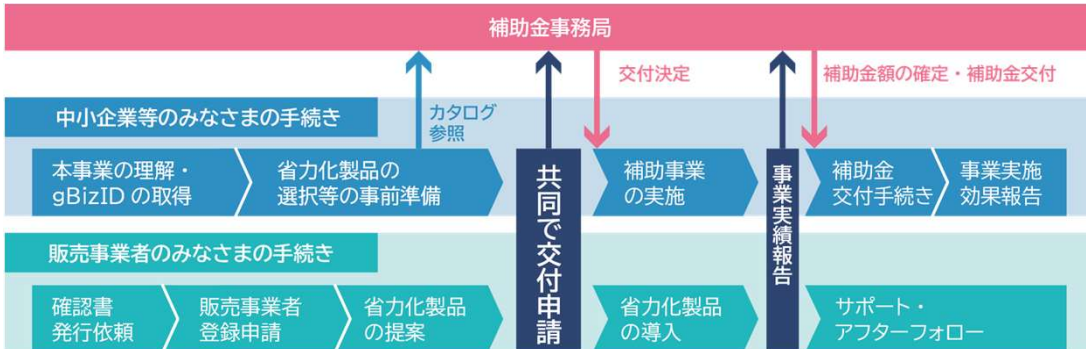 補助金事務局
交付決定
補助金額の確定・補助金交付
中小企業等のみなさまの手続き
カタログ
参照
本事業の理解・
gBizIDの取得
省力化製品の
選択等の事前準備
共同で交付申請
補助事業
の実施
事業実績報告
補助金
交付手続き
事業実施
効果報告
販売事業者のみなさまの手続き
確認書
発行依頼
販売事業者
登録申請
省力化製品
の提案
省力化製品
の導入
サポート・
アフターフォロー